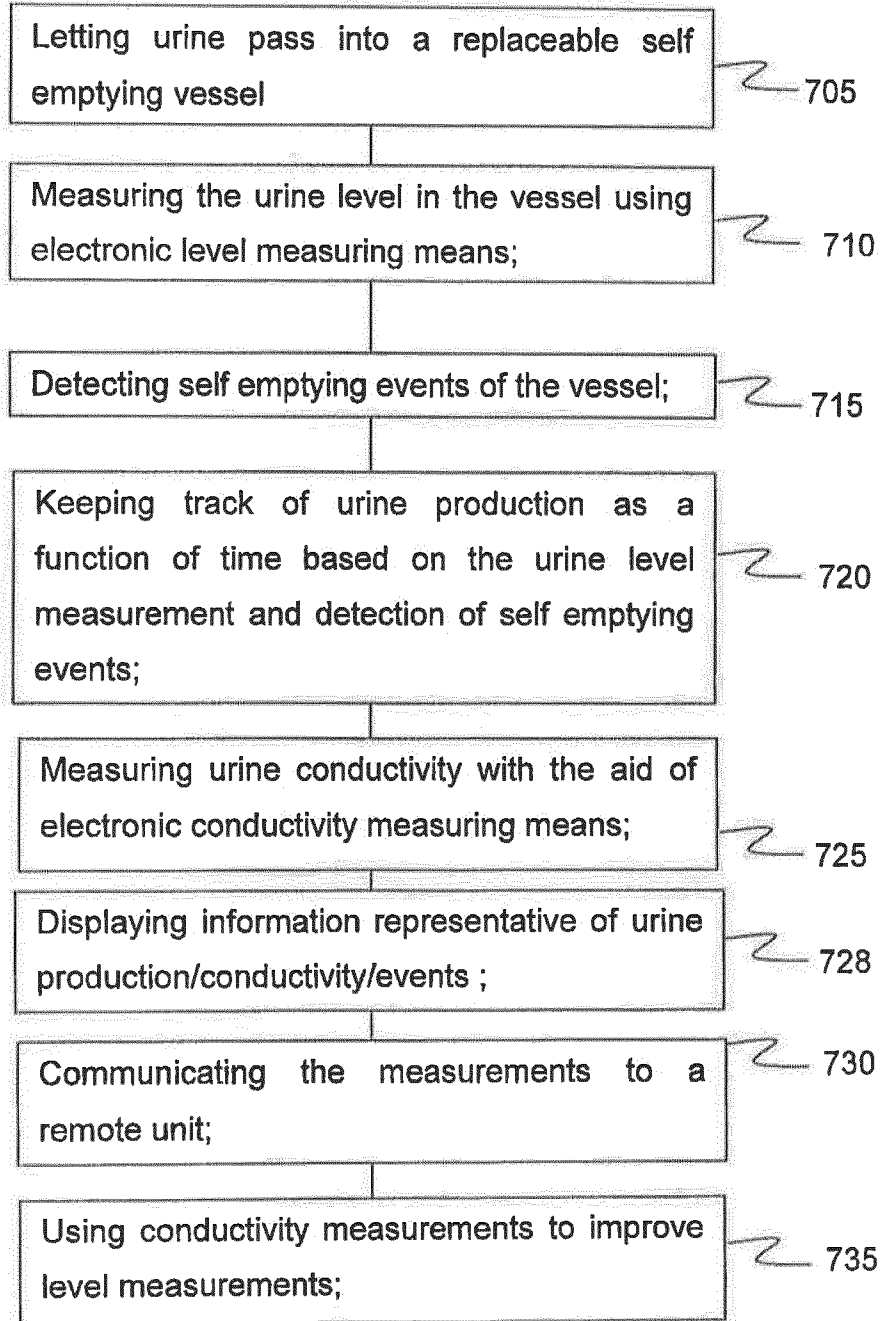 Letting urine pass into a replaceable self
emptying vessel
705
Measuring the urine level in the vessel using
electronic level measuring means;
710
Detecting self emptying events of the vessel;
715
Keeping track of urine production as a
function of time based on the urine level
measurement and detection of self emptying
events;
720
Measuring urine conductivity with the aid of
electronic conductivity measuring means;
725
Displaying information representative of urine
production/conductivity/events ;
728
Communicating the measurements to a
remote unit;
730
Using conductivity measurements to improve
level measurements;
735